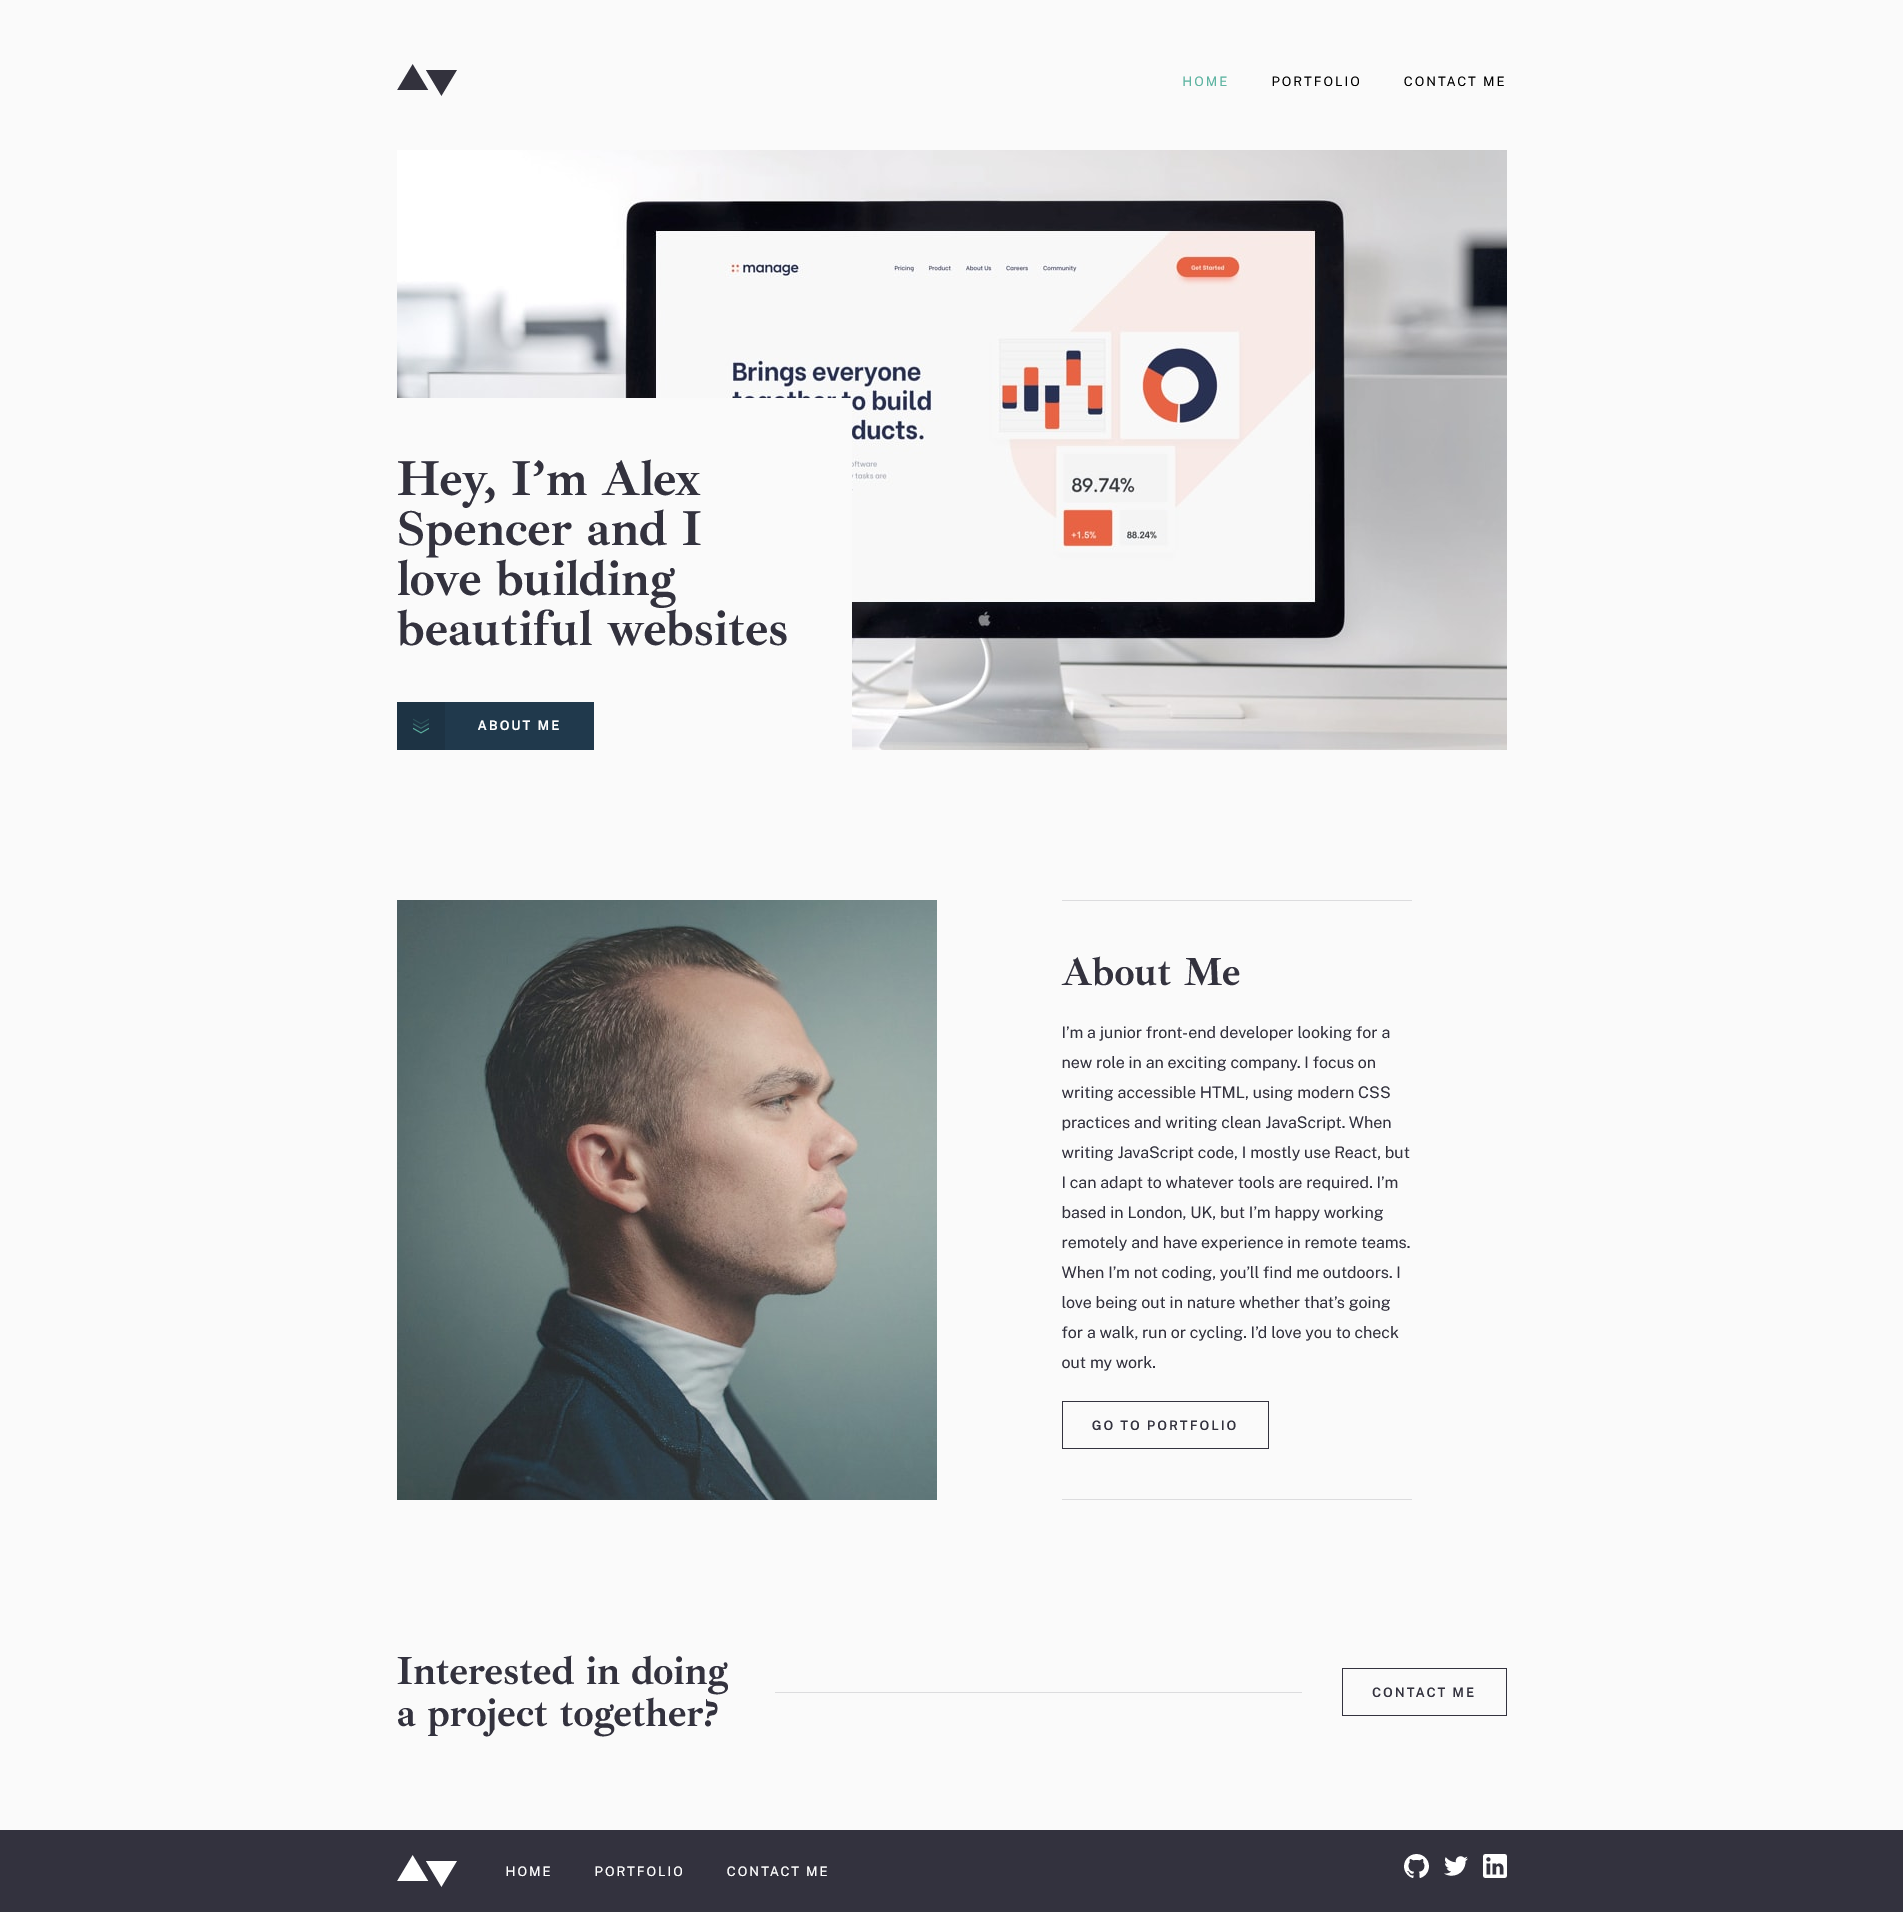 HOME PORTFOLIO CONTACT ME
manage Pricing Product About Us Careers Community Get Started
Brings everyone
to build
ducts.
oftware
tasks are
89.74%
+1.5% 88.24%
Hey, I’m Alex
Spencer and I
love building
beautiful websites
ABOUT ME
About Me
I’m a junior front-end developer looking for a
new role in an exciting company. I focus on
writing accessible HTML, using modern CSS
practices and writing clean JavaScript. When
writing JavaScript code, I mostly use React, but
I can adapt to whatever tools are required. I’m
based in London, UK, but I’m happy working
remotely and have experience in remote teams.
When I’m not coding, you’ll find me outdoors. I
love being out in nature whether that’s going
for a walk, run or cycling. I’d love you to check
out my work.
GO TO PORTFOLIO
Interested in doing
a project together?
CONTACT ME
HOME PORTFOLIO CONTACT ME
in